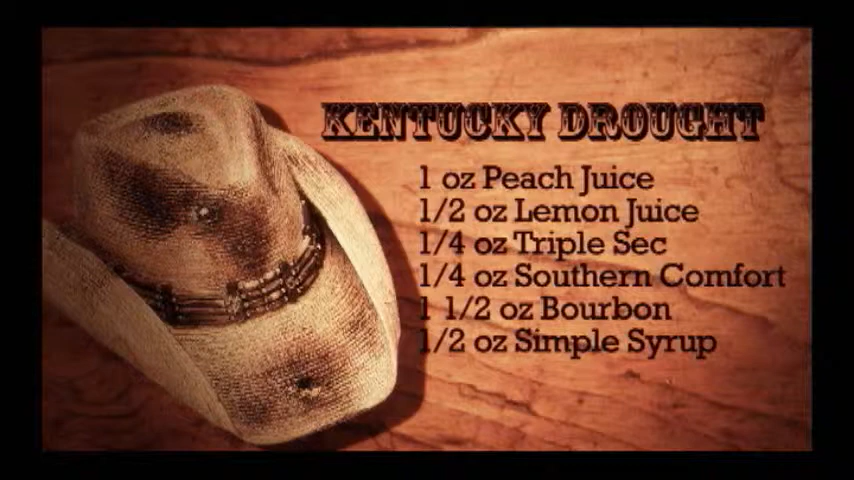 KENTUCKY DROUGHT
1 oz Peach Juice
1/2 oz Lemon Juice
1/4 oz Triple Sec
1/4 oz Southern Comfort
1 1/2 oz Bourbon
1/2 oz Simple Syrup